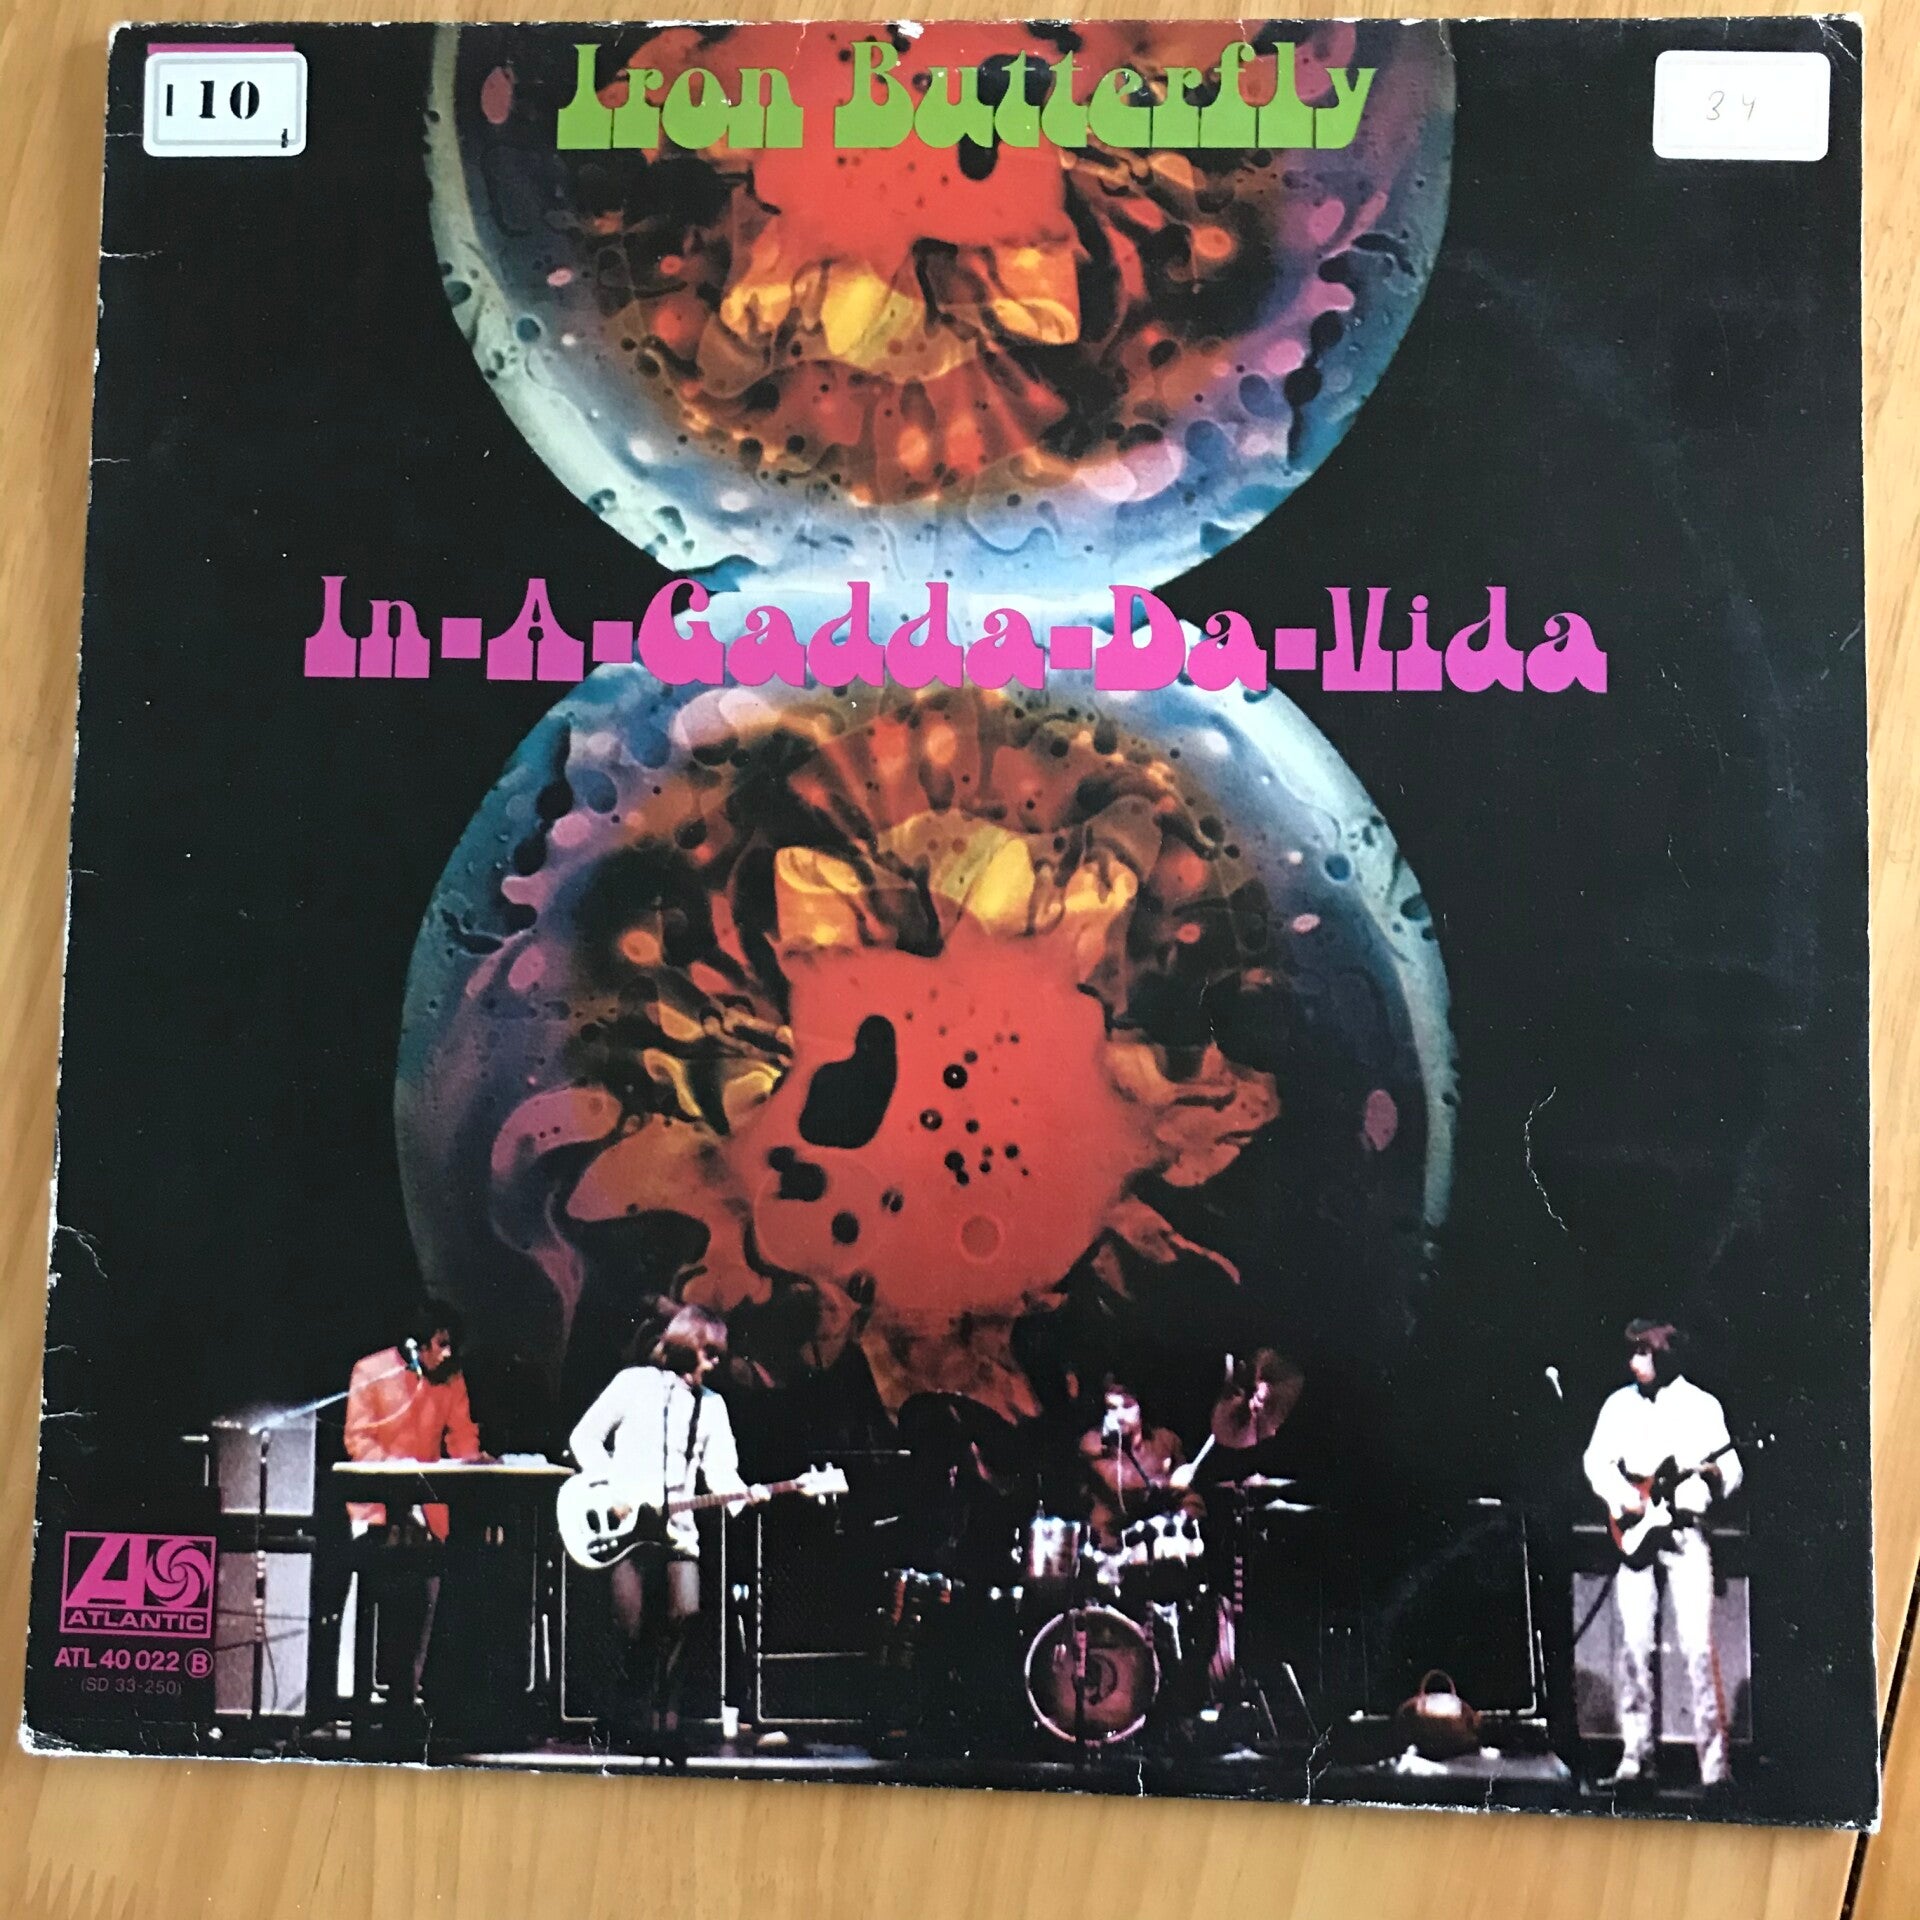 110
Iron Butterfly
34
In-A-Gadda-Da-Vida
ATLANTIC
ATL 40 022 Ⓑ
(SD 33-250)